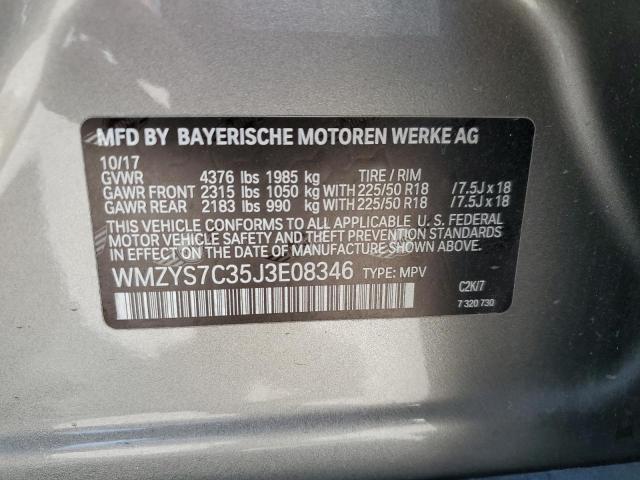 MFD BY BAYERISCHE MOTOREN WERKE AG
10/17
GVWR 4376 lbs 1985 kg TIRE / RIM
GAWR FRONT 2315 lbs 1050 kg WITH 225/50 R18 /7.5J x 18
GAWR REAR 2183 lbs 990 kg WITH 225/50 R18 /7.5J x 18
THIS VEHICLE CONFORMS TO ALL APPLICABLE U. S. FEDERAL
MOTOR VEHICLE SAFETY AND THEFT PREVENTION STANDARDS
IN EFFECT ON THE DATE OF MANUFACTURE SHOWN ABOVE.
WMZYS7C35J3E08346 TYPE: MPV
C2K/7
7 320 730